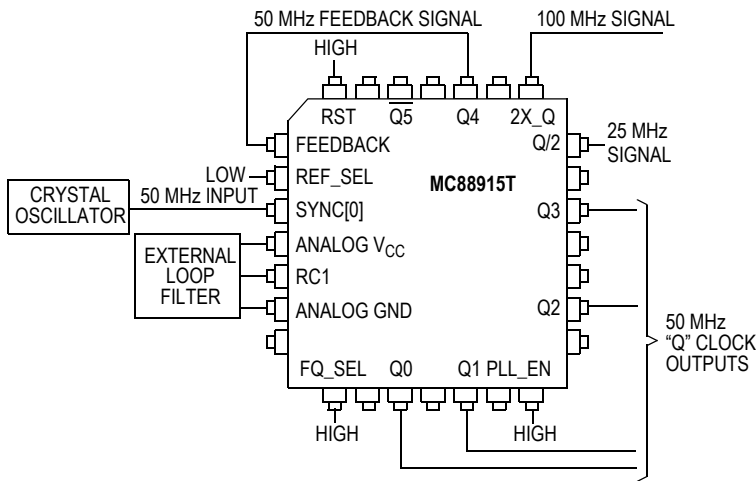 50 MHz FEEDBACK SIGNAL
100 MHz SIGNAL
HIGH
RST
Q5
Q4
2X_Q
FEEDBACK
Q/2
25 MHz
SIGNAL
LOW
REF_SEL
MC88915T
CRYSTAL
OSCILLATOR
50 MHz INPUT
SYNC[0]
Q3
EXTERNAL
LOOP
FILTER
ANALOG VCC
RC1
ANALOG GND
Q2
50 MHz
“Q” CLOCK
OUTPUTS
FQ_SEL
Q0
Q1
PLL_EN
HIGH
HIGH